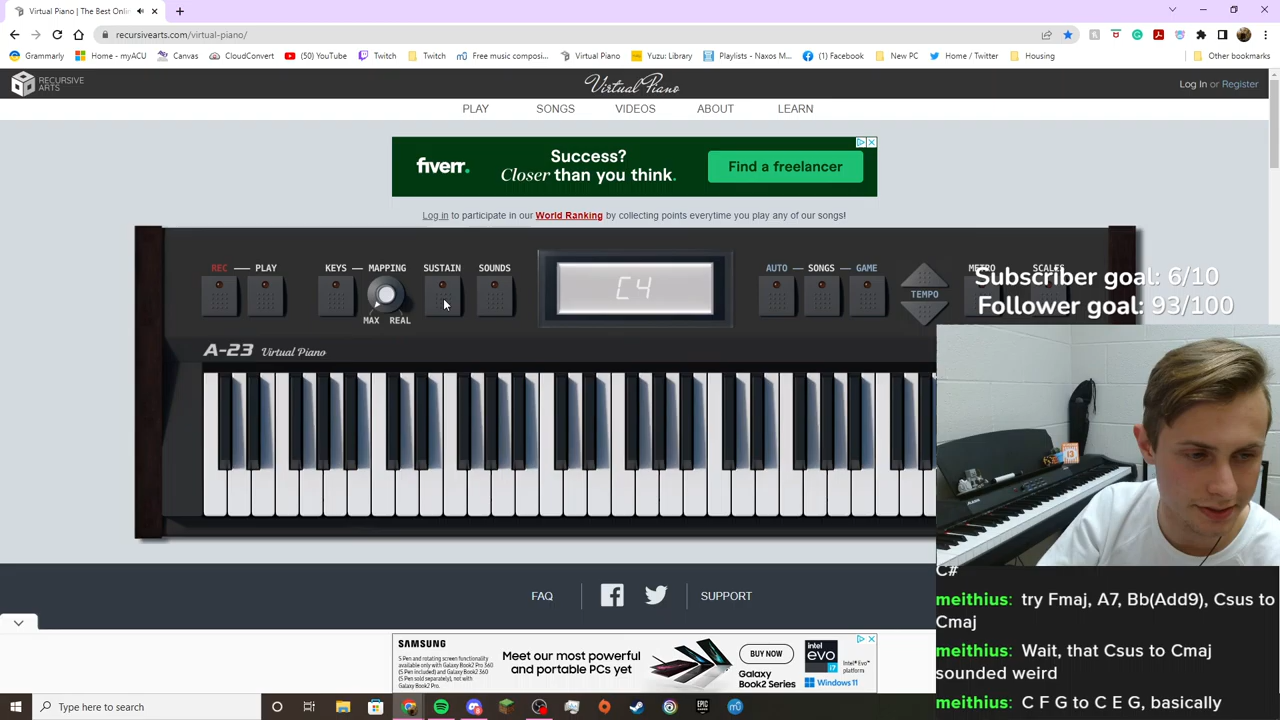 Virtual Piano | The Best Onli
recursivearts.com/virtual-piano/
Grammarly
Home - myACU
Canvas
CloudConvert
(50) YouTube
Twitch
Twitch
Free music composi...
Virtual Piano
Yuzu: Library
Playlists - Naxos M...
(1) Facebook
New PC
Home / Twitter
Housing
Other bookmarks
RECURSIVE
ARTS
Virtual Piano
Log In or Register
PLAY
SONGS
VIDEOS
ABOUT
LEARN
fiverr.
Success?
Closer than you think.
Find a freelancer
Log in to participate in our World Ranking by collecting points everytime you play any of our songs!
REC
PLAY
KEYS
MAPPING
SUSTAIN
SOUNDS
MAX
REAL
C4
AUTO
SONGS
GAME
TEMPO
METRO
SCALES
Subscriber goal: 6/10
Follower goal: 93/100
A-23 Virtual Piano
C#
meithius: try Fmaj, A7, Bb(Add9), Csus to
Cmaj
meithius: Wait, that Csus to Cmaj
sounded weird
meithius: C F G to C E G, basically
FAQ
SUPPORT
SAMSUNG
Meet our most powerful
and portable PCs yet
BUY NOW
Galaxy
Book2 Series
intel
evo
i7
Windows 11
Type here to search